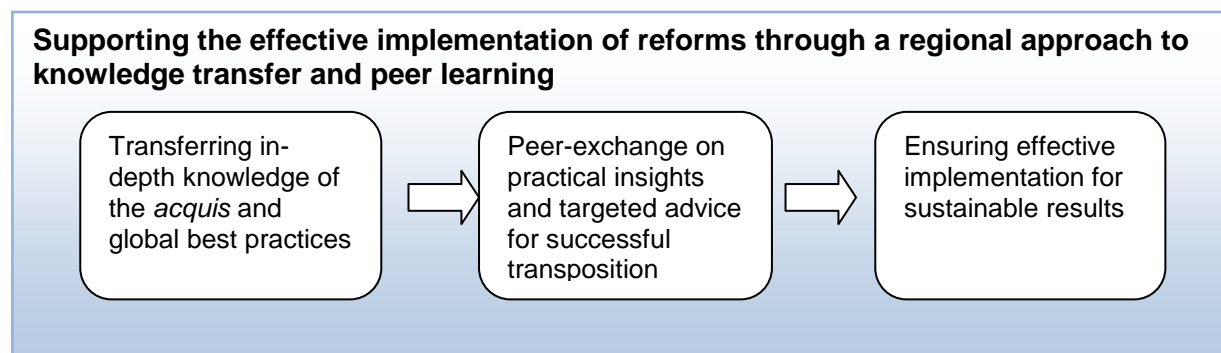 Supporting the effective implementation of reforms through a regional approach to
knowledge transfer and peer learning
Transferring in-
depth knowledge of
the acquis and
global best practices
Peer-exchange on
practical insights
and targeted advice
for successful
transposition
Ensuring effective
implementation for
sustainable results